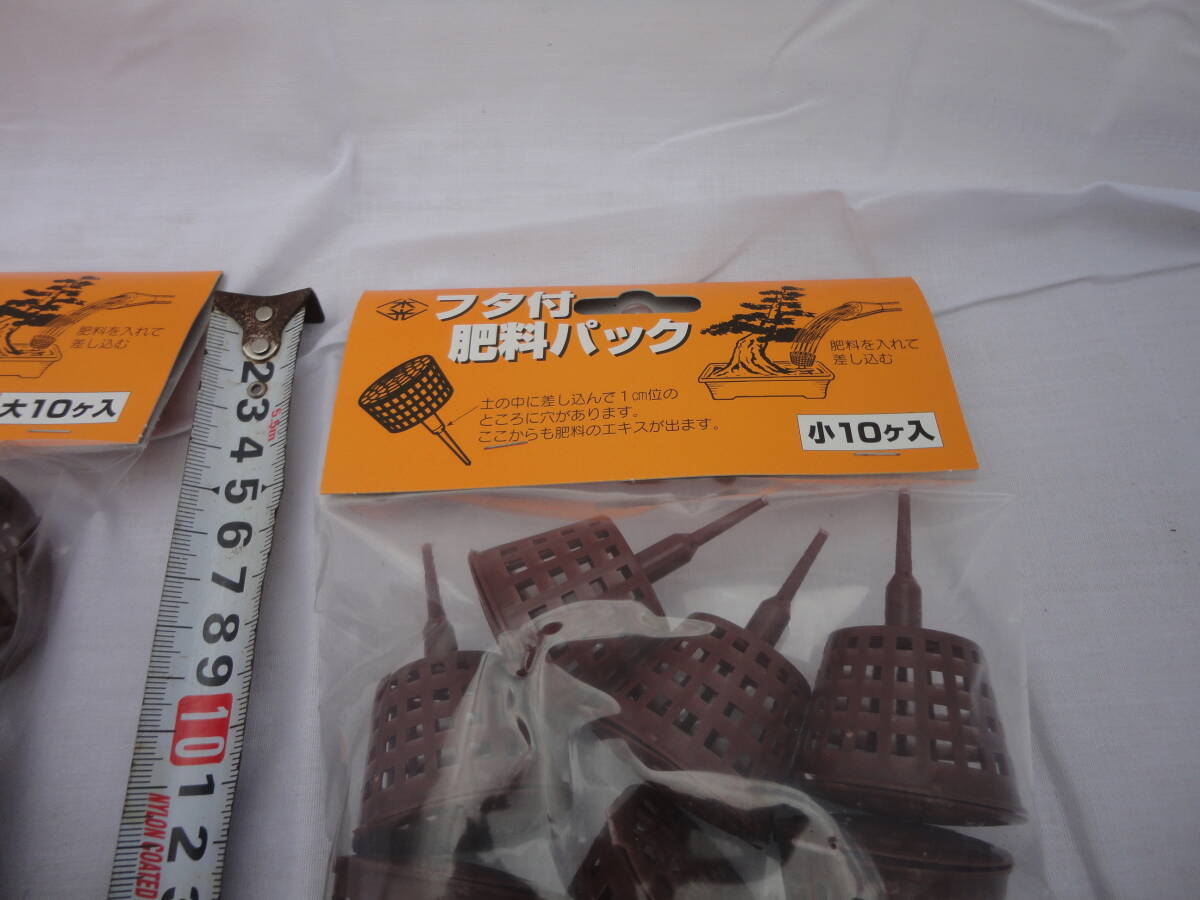 肥料を入れて
差し込む
大10ヶ入
2
3
4
5
6
7
8
9
10
1
2
3
5.5m
NYLON COATED
フタ付
肥料パック
土の中に差し込んで1cm位の
ところに穴があります。
ここからも肥料のエキスが出ます。
肥料を入れて
差し込む
小10ヶ入